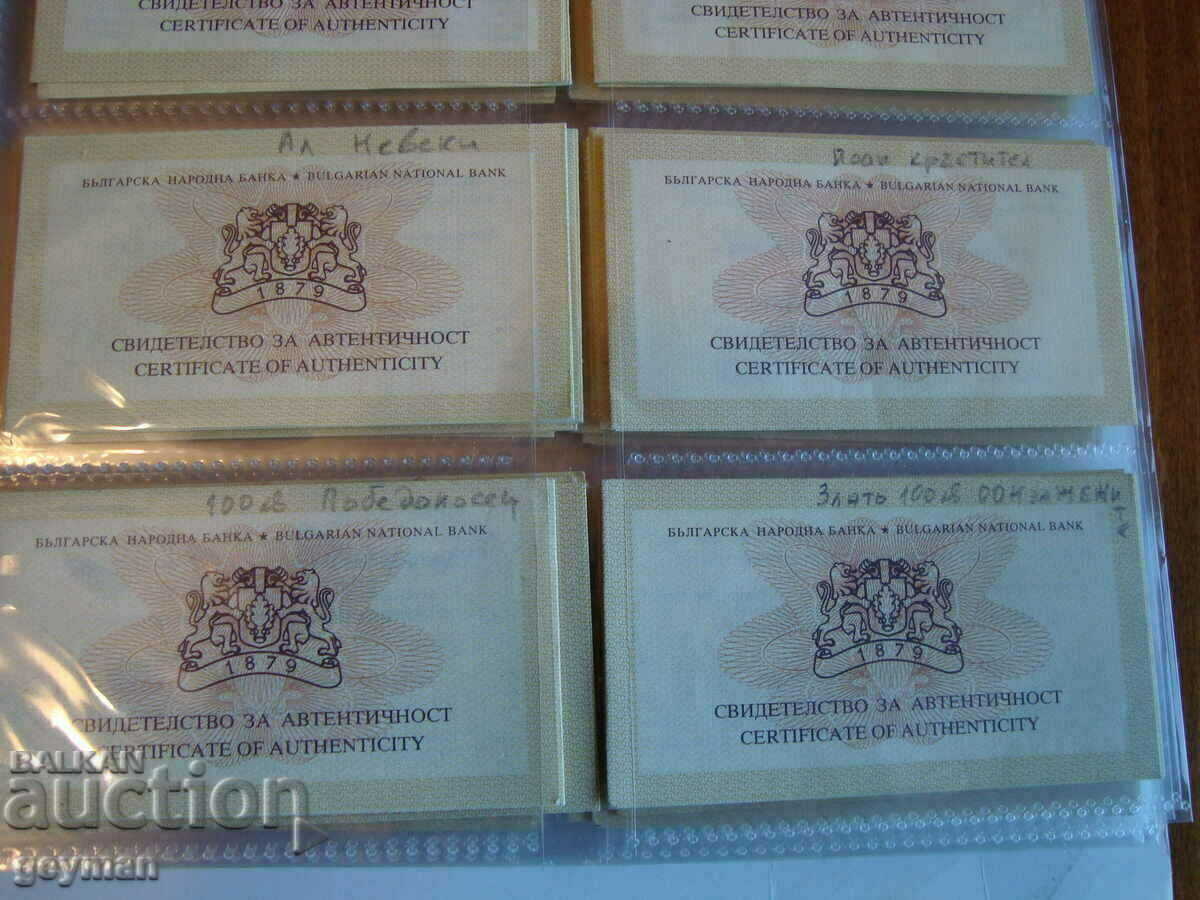 СВИДЕТЕЛСТВО ЗА АВТЕНТИЧНОСТ
CERTIFICATE OF AUTHENTICITY
СВИДЕТЕЛСТВО ЗА АВТЕНТИЧНОСТ
CERTIFICATE OF AUTHENTICITY
Ал Невски
БЪЛГАРСКА НАРОДНА БАНКА ★ BULGARIAN NATIONAL BANK
1879
СВИДЕТЕЛСТВО ЗА АВТЕНТИЧНОСТ
CERTIFICATE OF AUTHENTICITY
кръстител
БЪЛГАРСКА НАРОДНА БАНКА ★ BULGARIAN NATIONAL BANK
1879
СВИДЕТЕЛСТВО ЗА АВТЕНТИЧНОСТ
CERTIFICATE OF AUTHENTICITY
100лв Победоносец
БЪЛГАРСКА НАРОДНА БАНКА ★ BULGARIAN NATIONAL BANK
1879
СВИДЕТЕЛСТВО ЗА АВТЕНТИЧНОСТ
CERTIFICATE OF AUTHENTICITY
Злато 100лв
БЪЛГАРСКА НАРОДНА БАНКА ★ BULGARIAN NATIONAL BANK
1879
СВИДЕТЕЛСТВО ЗА АВТЕНТИЧНОСТ
CERTIFICATE OF AUTHENTICITY
BALKAN
auction
geyman